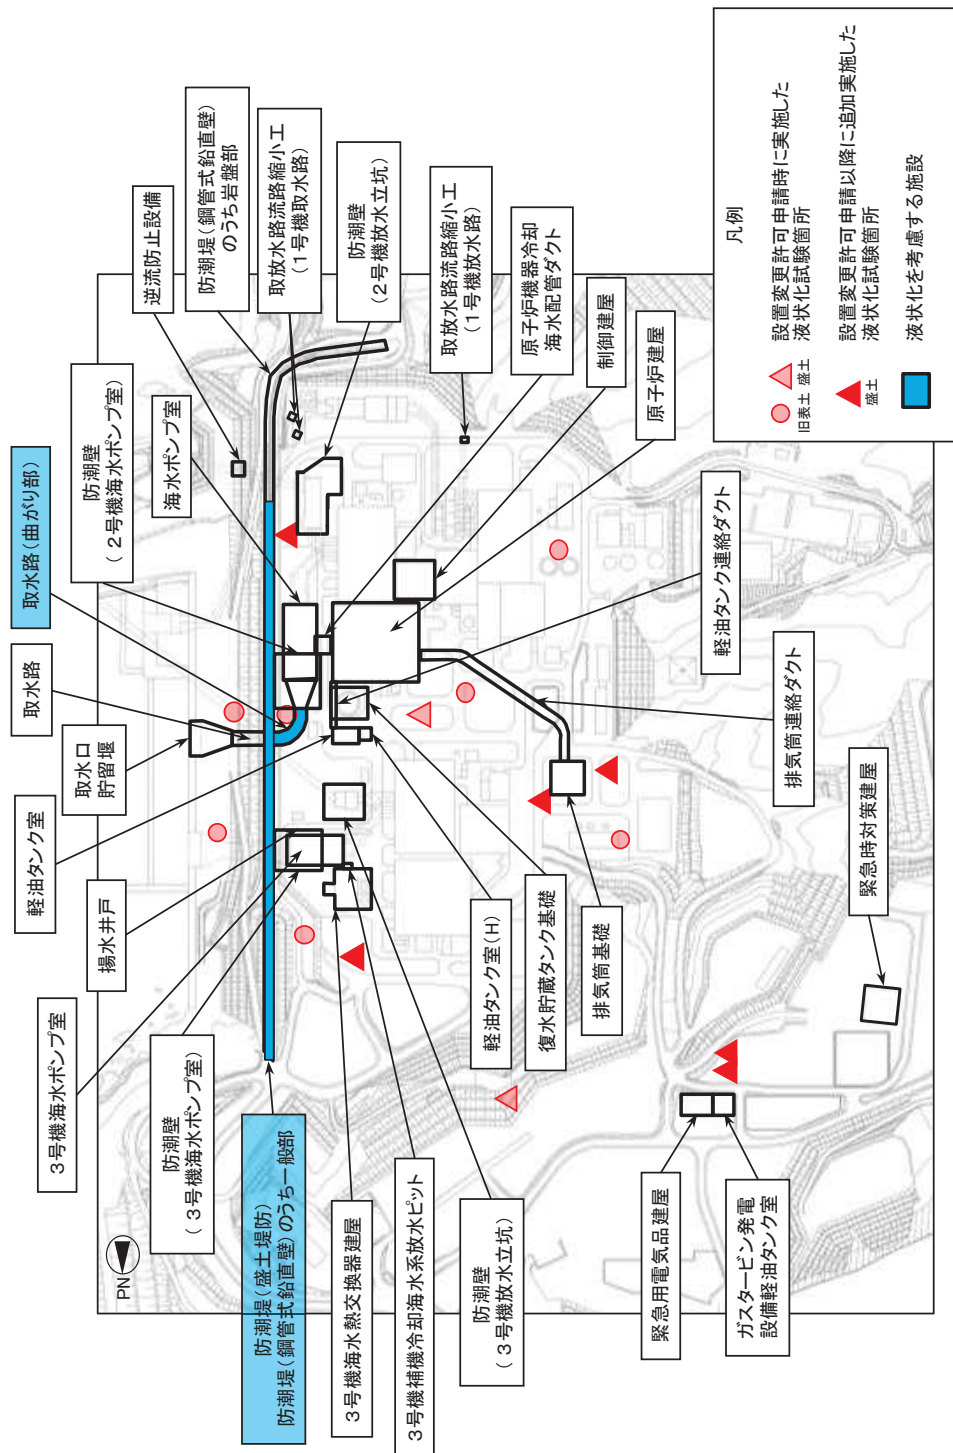 逆流防止設備
防潮堤(鋼管式鉛直壁)
のうち岩盤部
取放水路流路縮小工
(1号機取水路)
防潮壁
(2号機放水立坑)
取放水路流路縮小工
(1号機放水路)
原子炉機器冷却
海水配管ダクト
制御建屋
原子炉建屋
防潮壁
(2号機海水ポンプ室)
海水ポンプ室
取水路(曲がり部)
取水路
取水口
貯留堰
軽油タンク室
揚水井戸
3号機海水ポンプ室
防潮壁
(3号機海水ポンプ室)
防潮堤(盛土堤防)
防潮堤(鋼管式鉛直壁)のうち一般部
3号機海水熱交換器建屋
3号機補機冷却海水系放水ピット
防潮壁
(3号機放水立坑)
軽油タンク室(H)
復水貯蔵タンク基礎
排気筒基礎
軽油タンク連絡ダクト
排気筒連絡ダクト
緊急時対策建屋
緊急用電気品建屋
ガスタービン発電
設備軽油タンク室
PN
凡例
旧表土 盛土
設置変更許可申請時に実施した
液状化試験箇所
盛土
設置変更許可申請以降に追加実施した
液状化試験箇所
液状化を考慮する施設